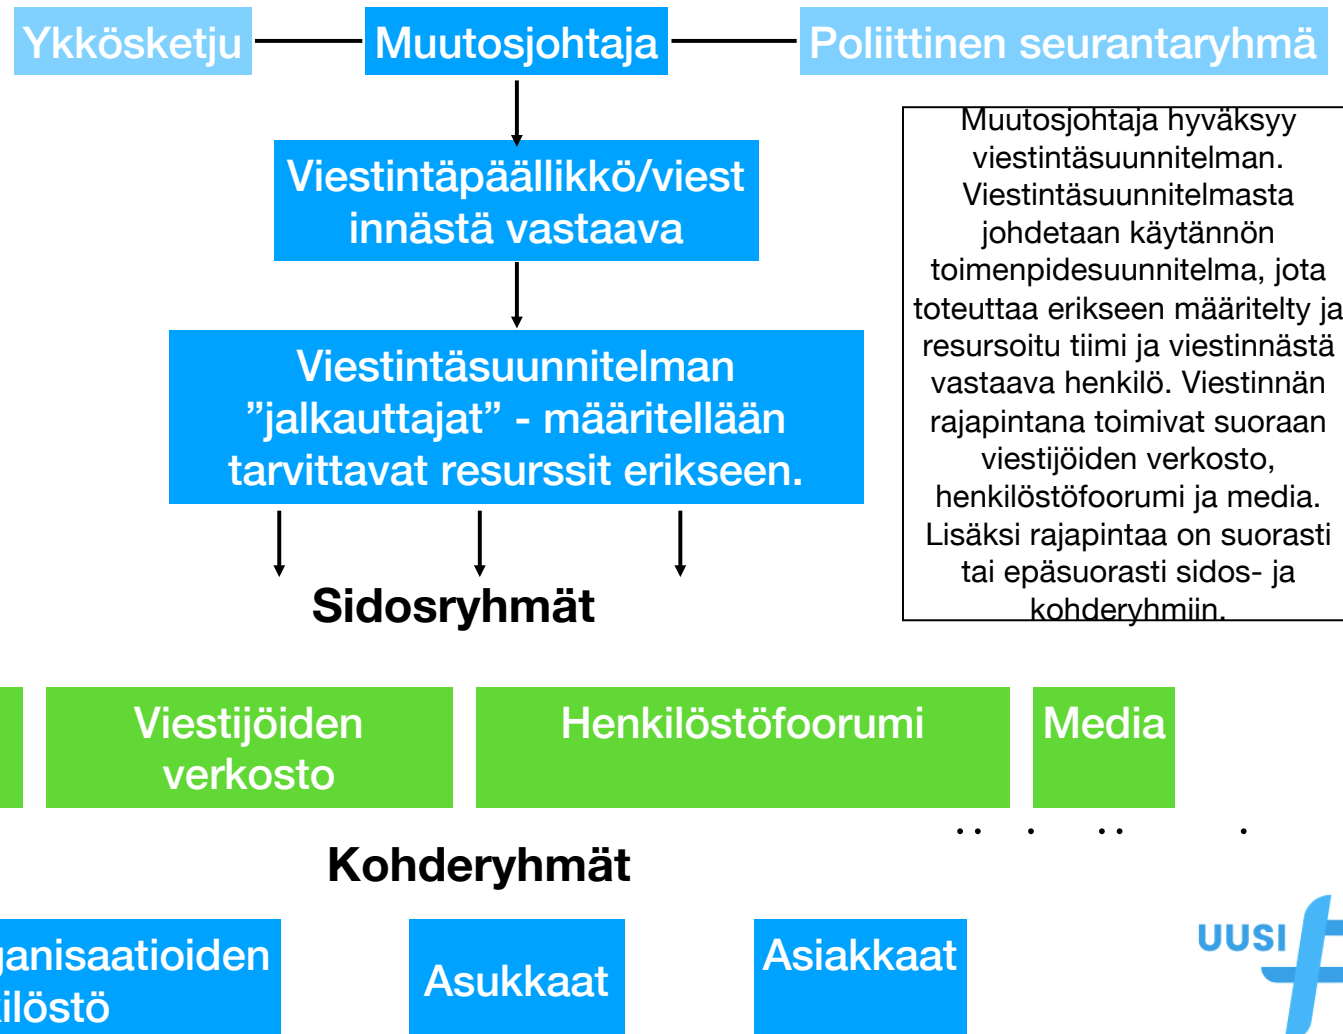 Ykkösketju
Muutosjohtaja
Poliittinen seurantaryhmä
Viestintäpäällikkö/viest
innästä vastaava
Viestintäsuunnitelman
”jalkauttajat” - määritellään
tarvittavat resurssit erikseen.
Muutosjohtaja hyväksyy
viestintäsuunnitelman.
Viestintäsuunnitelmasta
johdetaan käytännön
toimenpidesuunnitelma, jota
toteuttaa erikseen määritelty ja
resursoitu tiimi ja viestinnästä
vastaava henkilö. Viestinnän
rajapintana toimivat suoraan
viestijöiden verkosto,
henkilöstöfoorumi ja media.
Lisäksi rajapintaa on suorasti
tai epäsuorasti sidos- ja
kohderyhmiin.
Sidosryhmät
Viestijöiden
verkosto
Henkilöstöfoorumi
Media
Kohderyhmät
ganisaatioiden
ilöstö
Asukkaat
Asiakkaat
UUSI